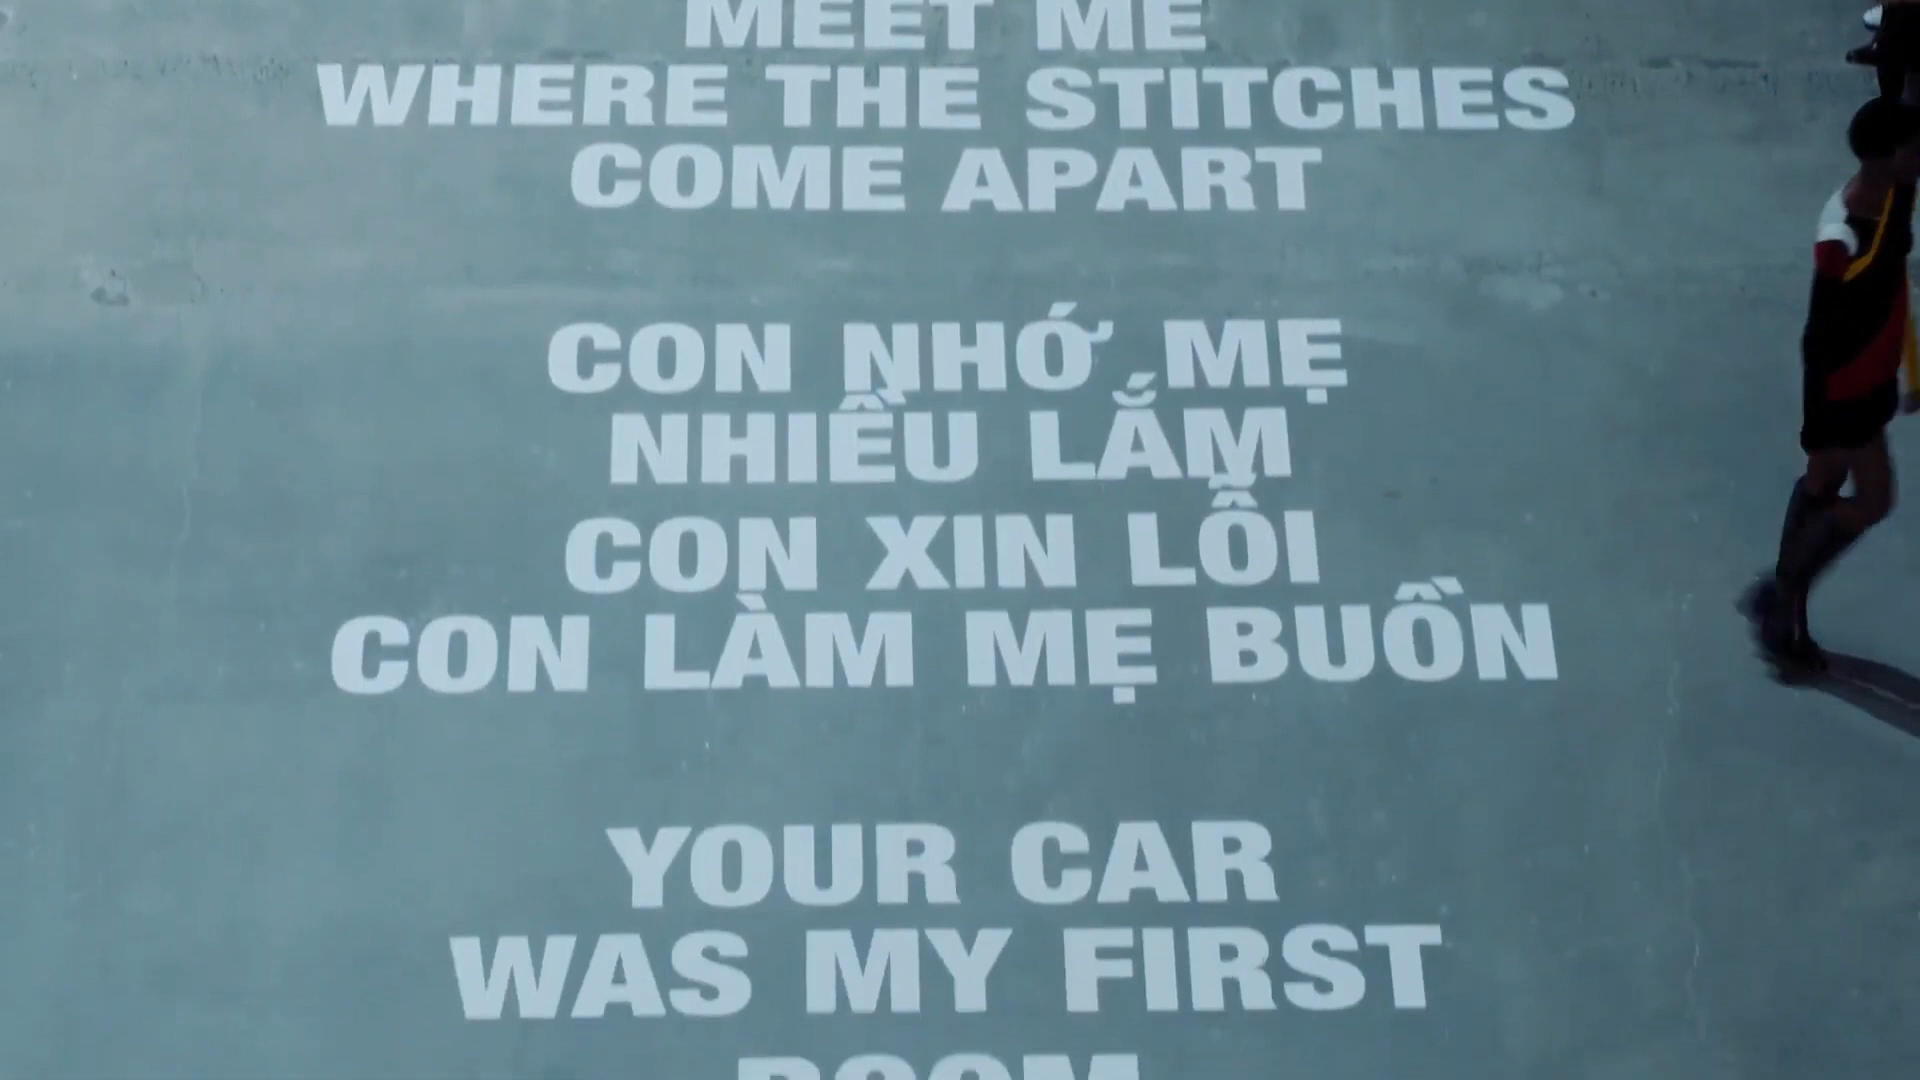 MEET ME
WHERE THE STITCHES
COME APART
CON NHỚ MẸ
NHIỀU LẮM
CON XIN LỖI
CON LÀM MẸ BUỒN
YOUR CAR
WAS MY FIRST
ROOM